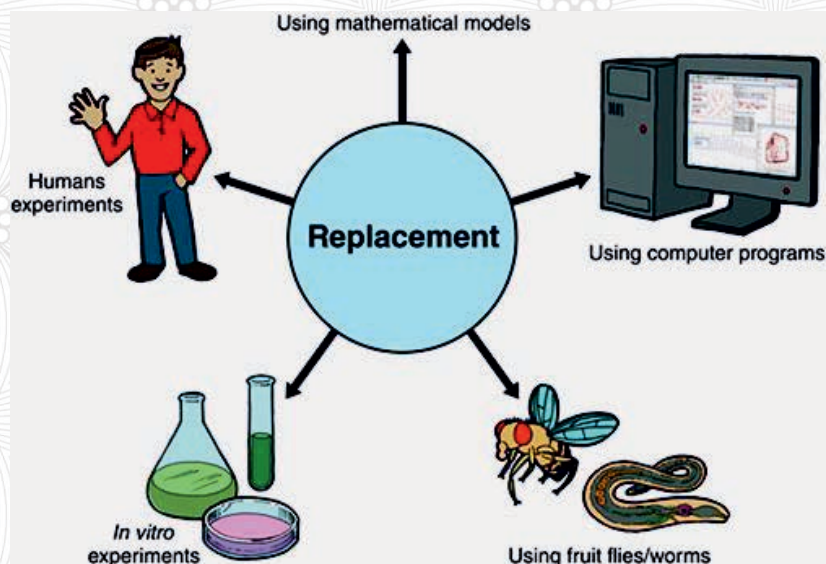 Using mathematical models
Humans
experiments
Replacement
Using computer programs
In vitro
experiments
Using fruit flies/worms